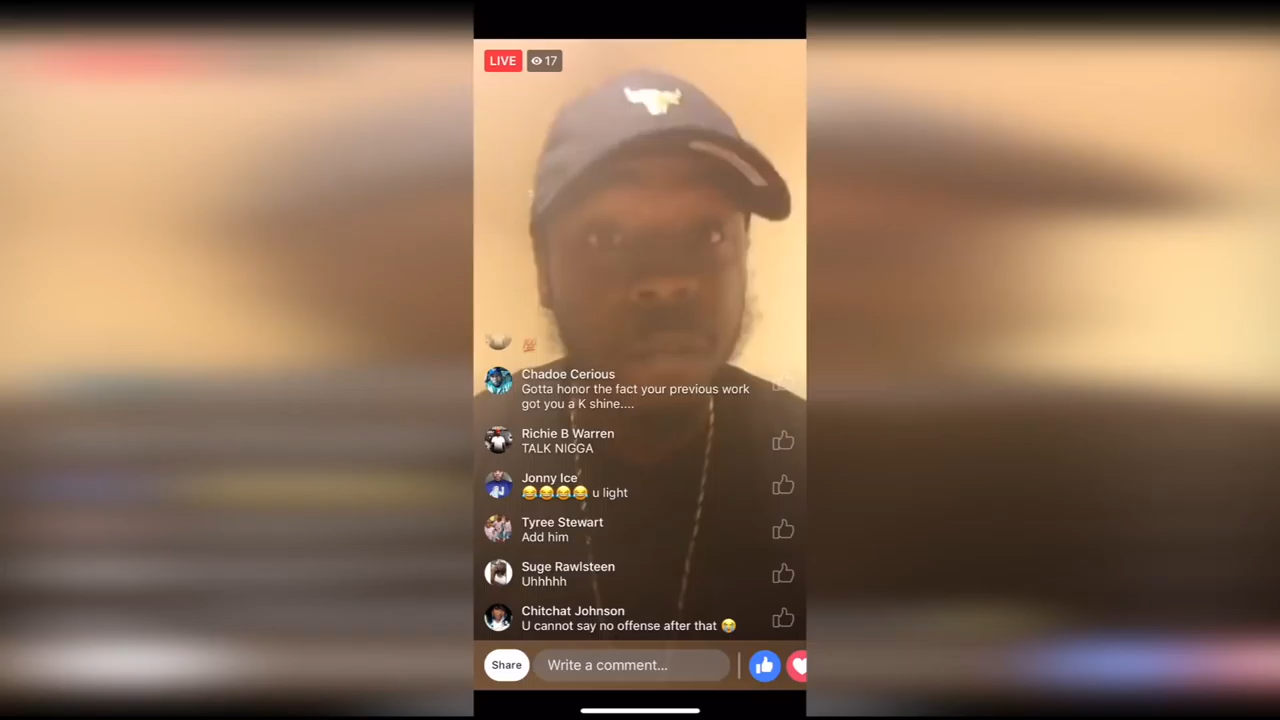 LIVE 17
💯
Chadoe Cerious
Gotta honor the fact your previous work
got you a K shine....
Richie B Warren
TALK NIGGA
Jonny Ice
😂😂😂😂 u light
Tyree Stewart
Add him
Suge Rawlsteen
Uhhhhh
Chitchat Johnson
U cannot say no offense after that 😭
Share Write a comment...